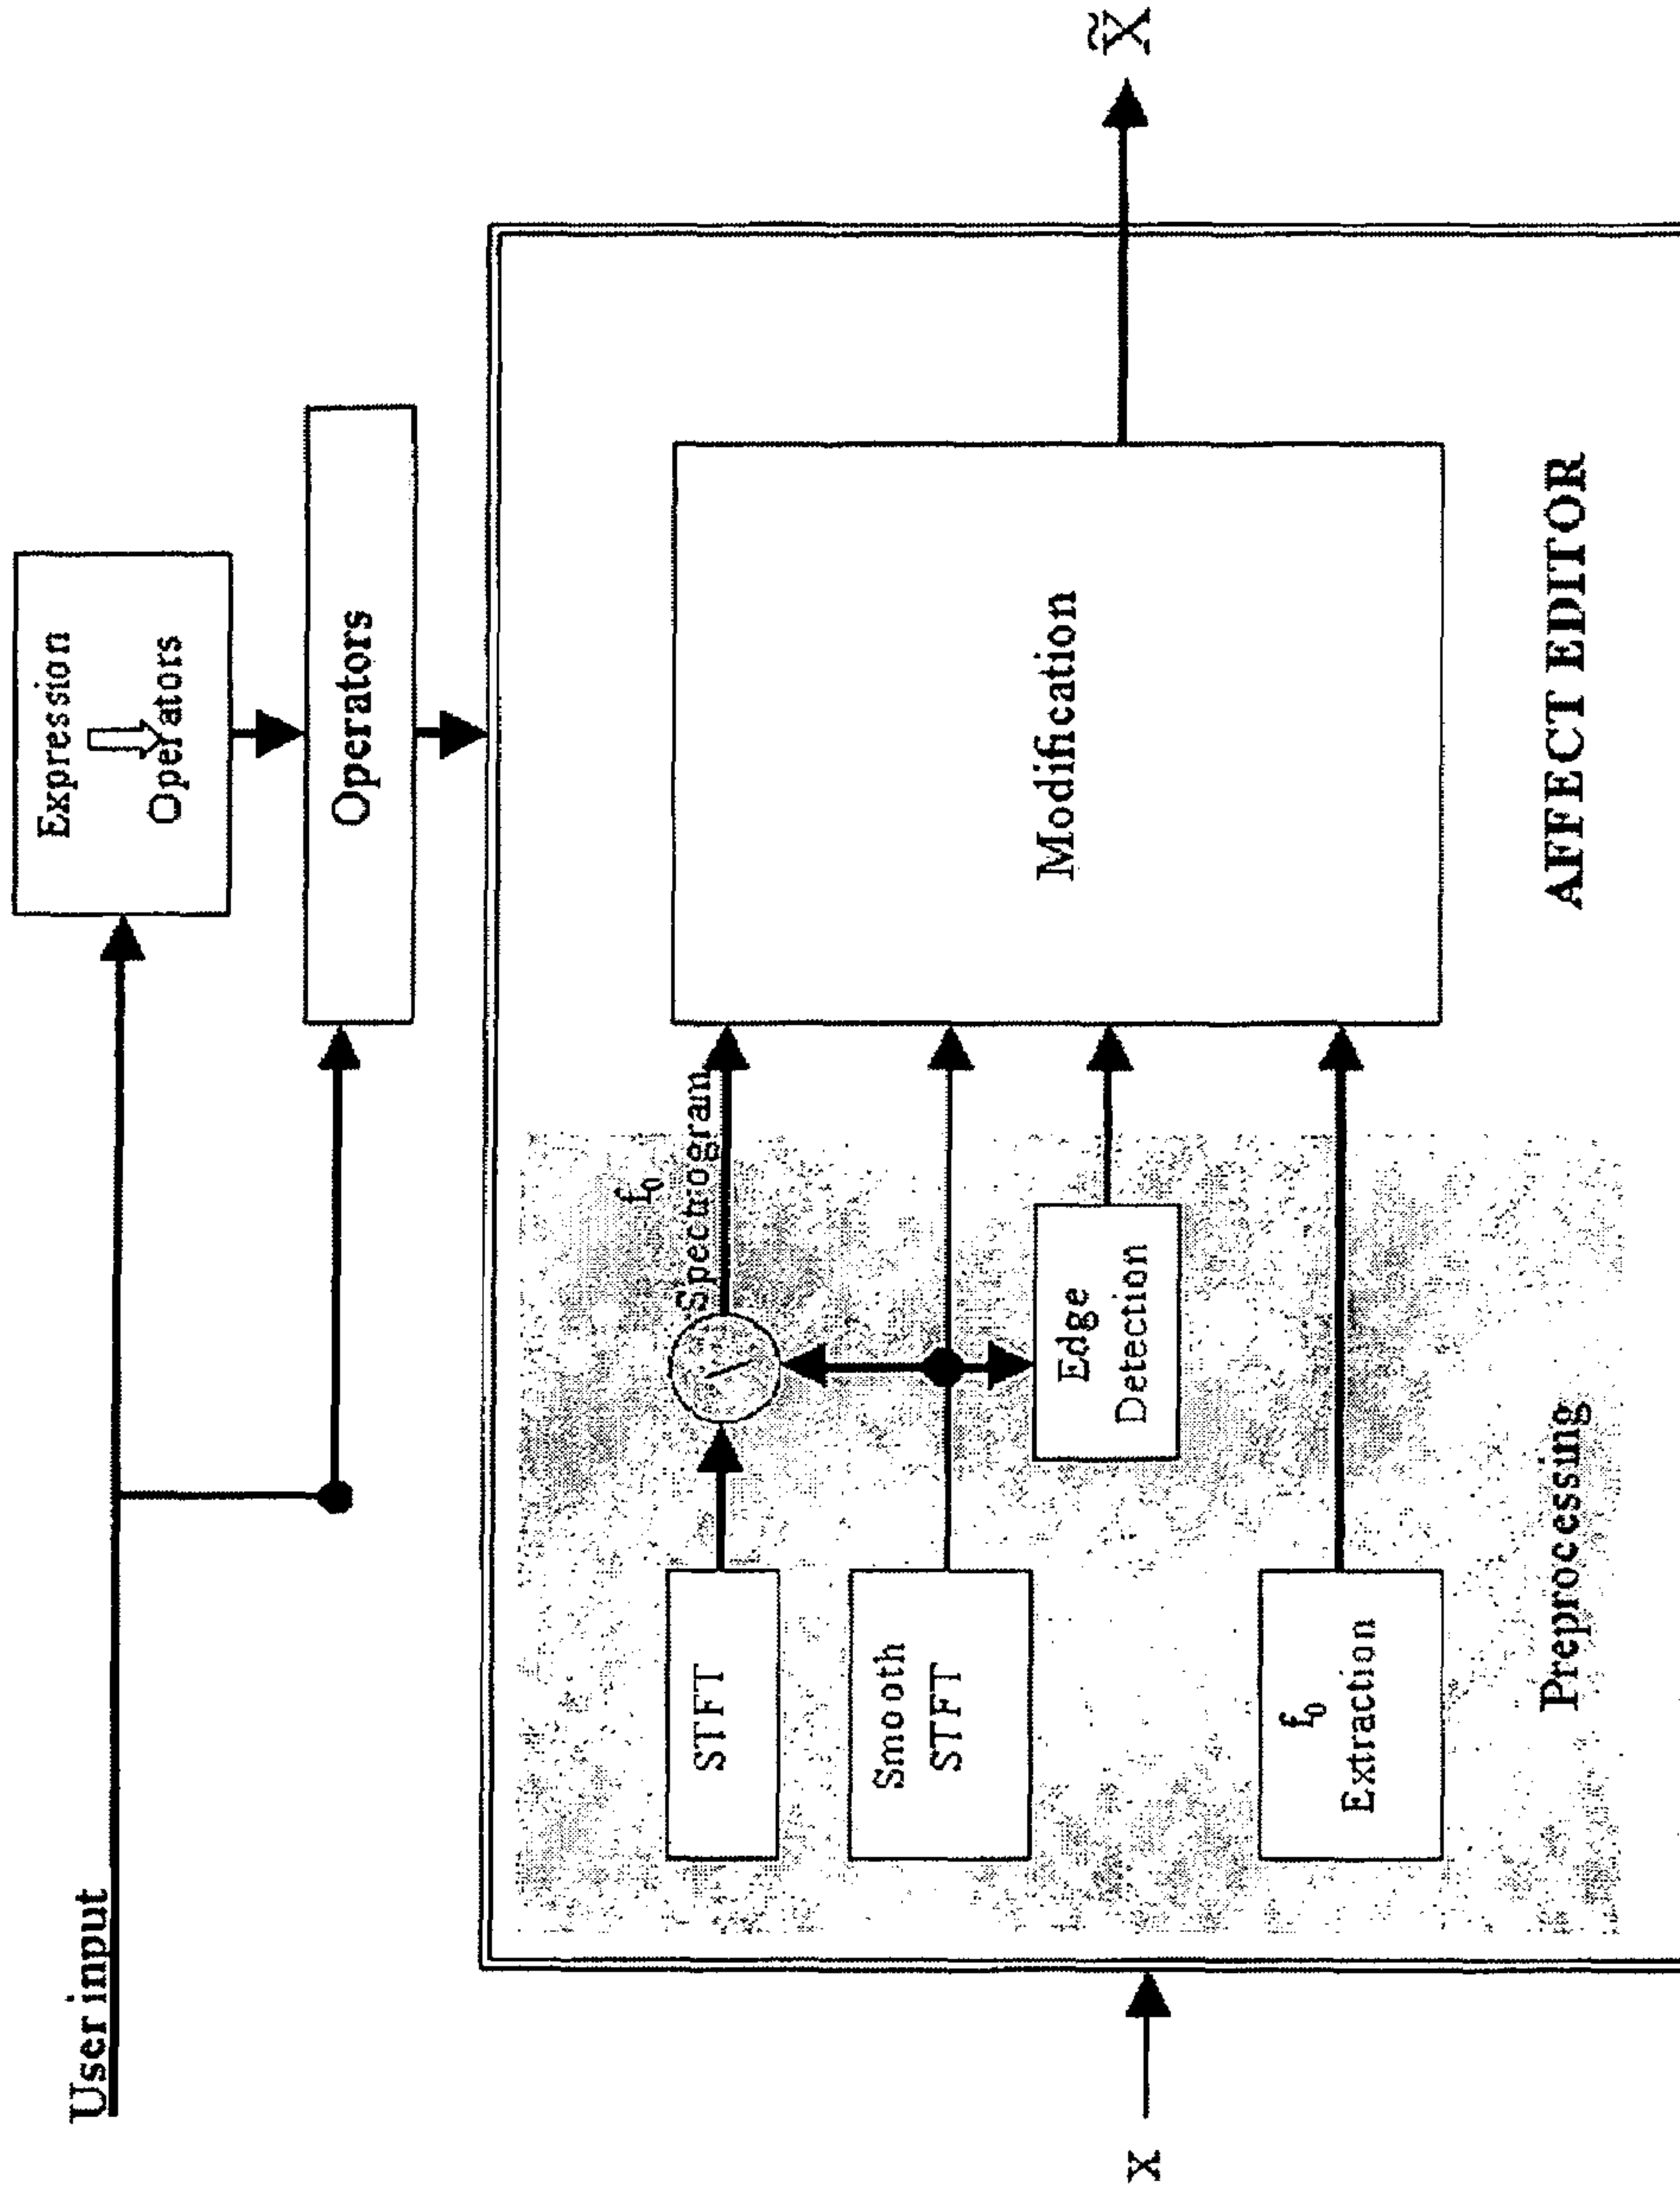 User input
Expression
Operators
Operators
STFT
/
f₀
Spectrogram
Smooth
STFT
Edge
Detection
f₀
Extraction
Modification
Preprocessing
AFFECT EDITOR
X
X̃